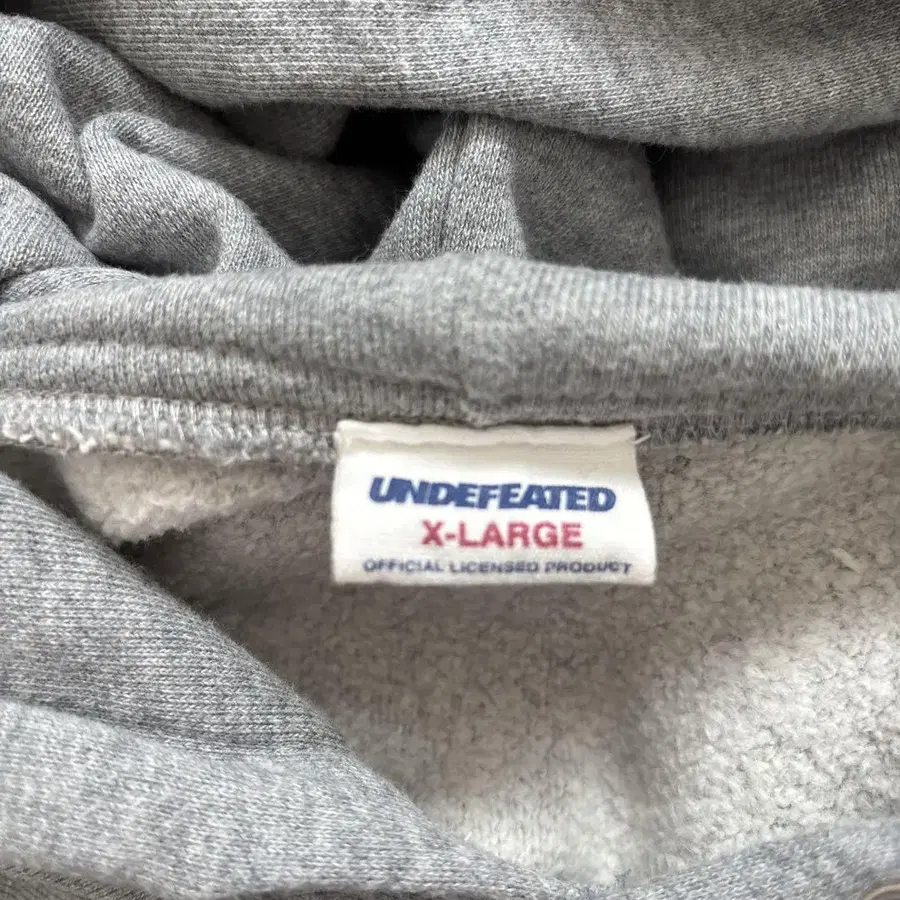 UNDEFEATED
X-LARGE
OFFICIAL LICENSED PRODUCT